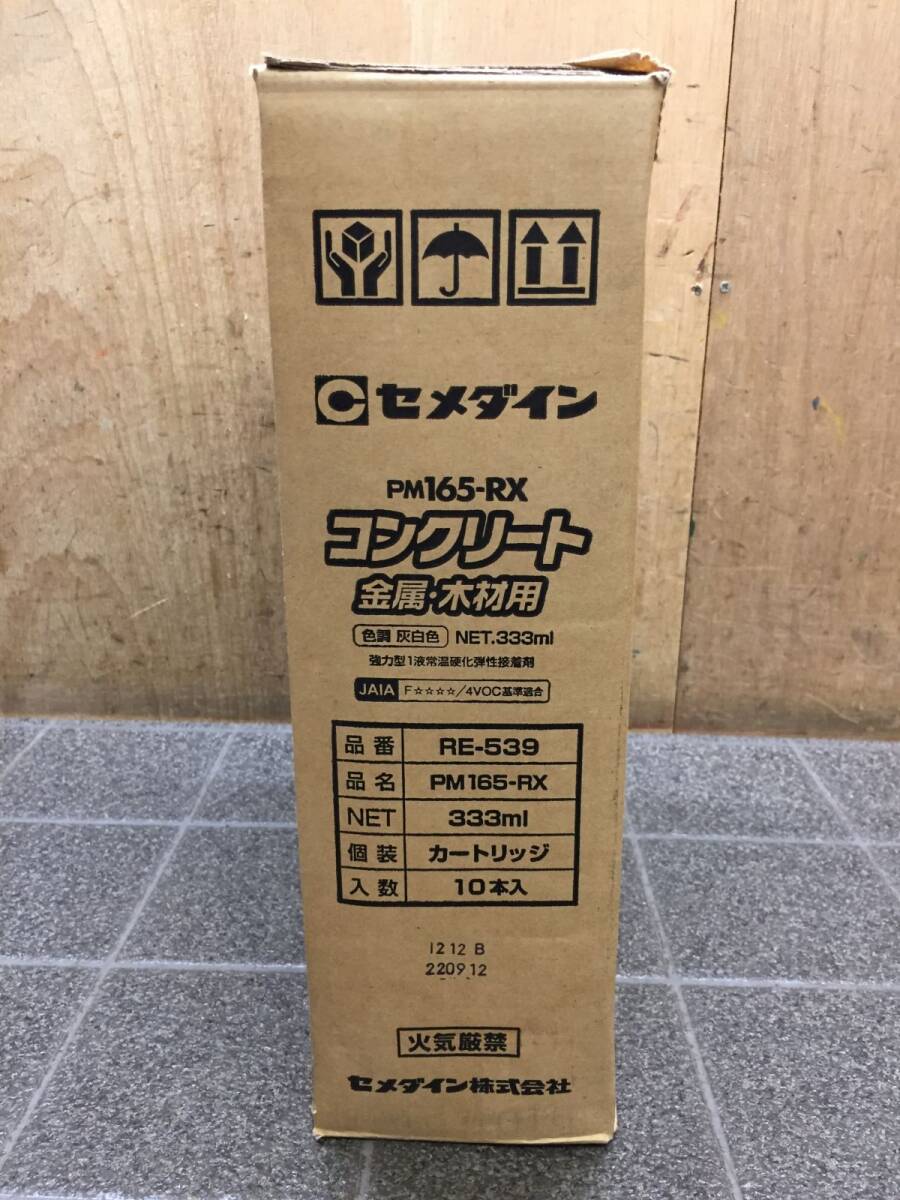 セメダイン
PM165-RX
コンクリート
金属・木材用
色調 灰白色 NET.333ml
強力型1液常温硬化弾性接着剤
JAIA F☆☆☆☆/4VOC基準適合
品番 RE-539
品名 PM165-RX
NET 333ml
個装 カートリッジ
入数 10本入
1212 B
220912
火気厳禁
セメダイン株式会社